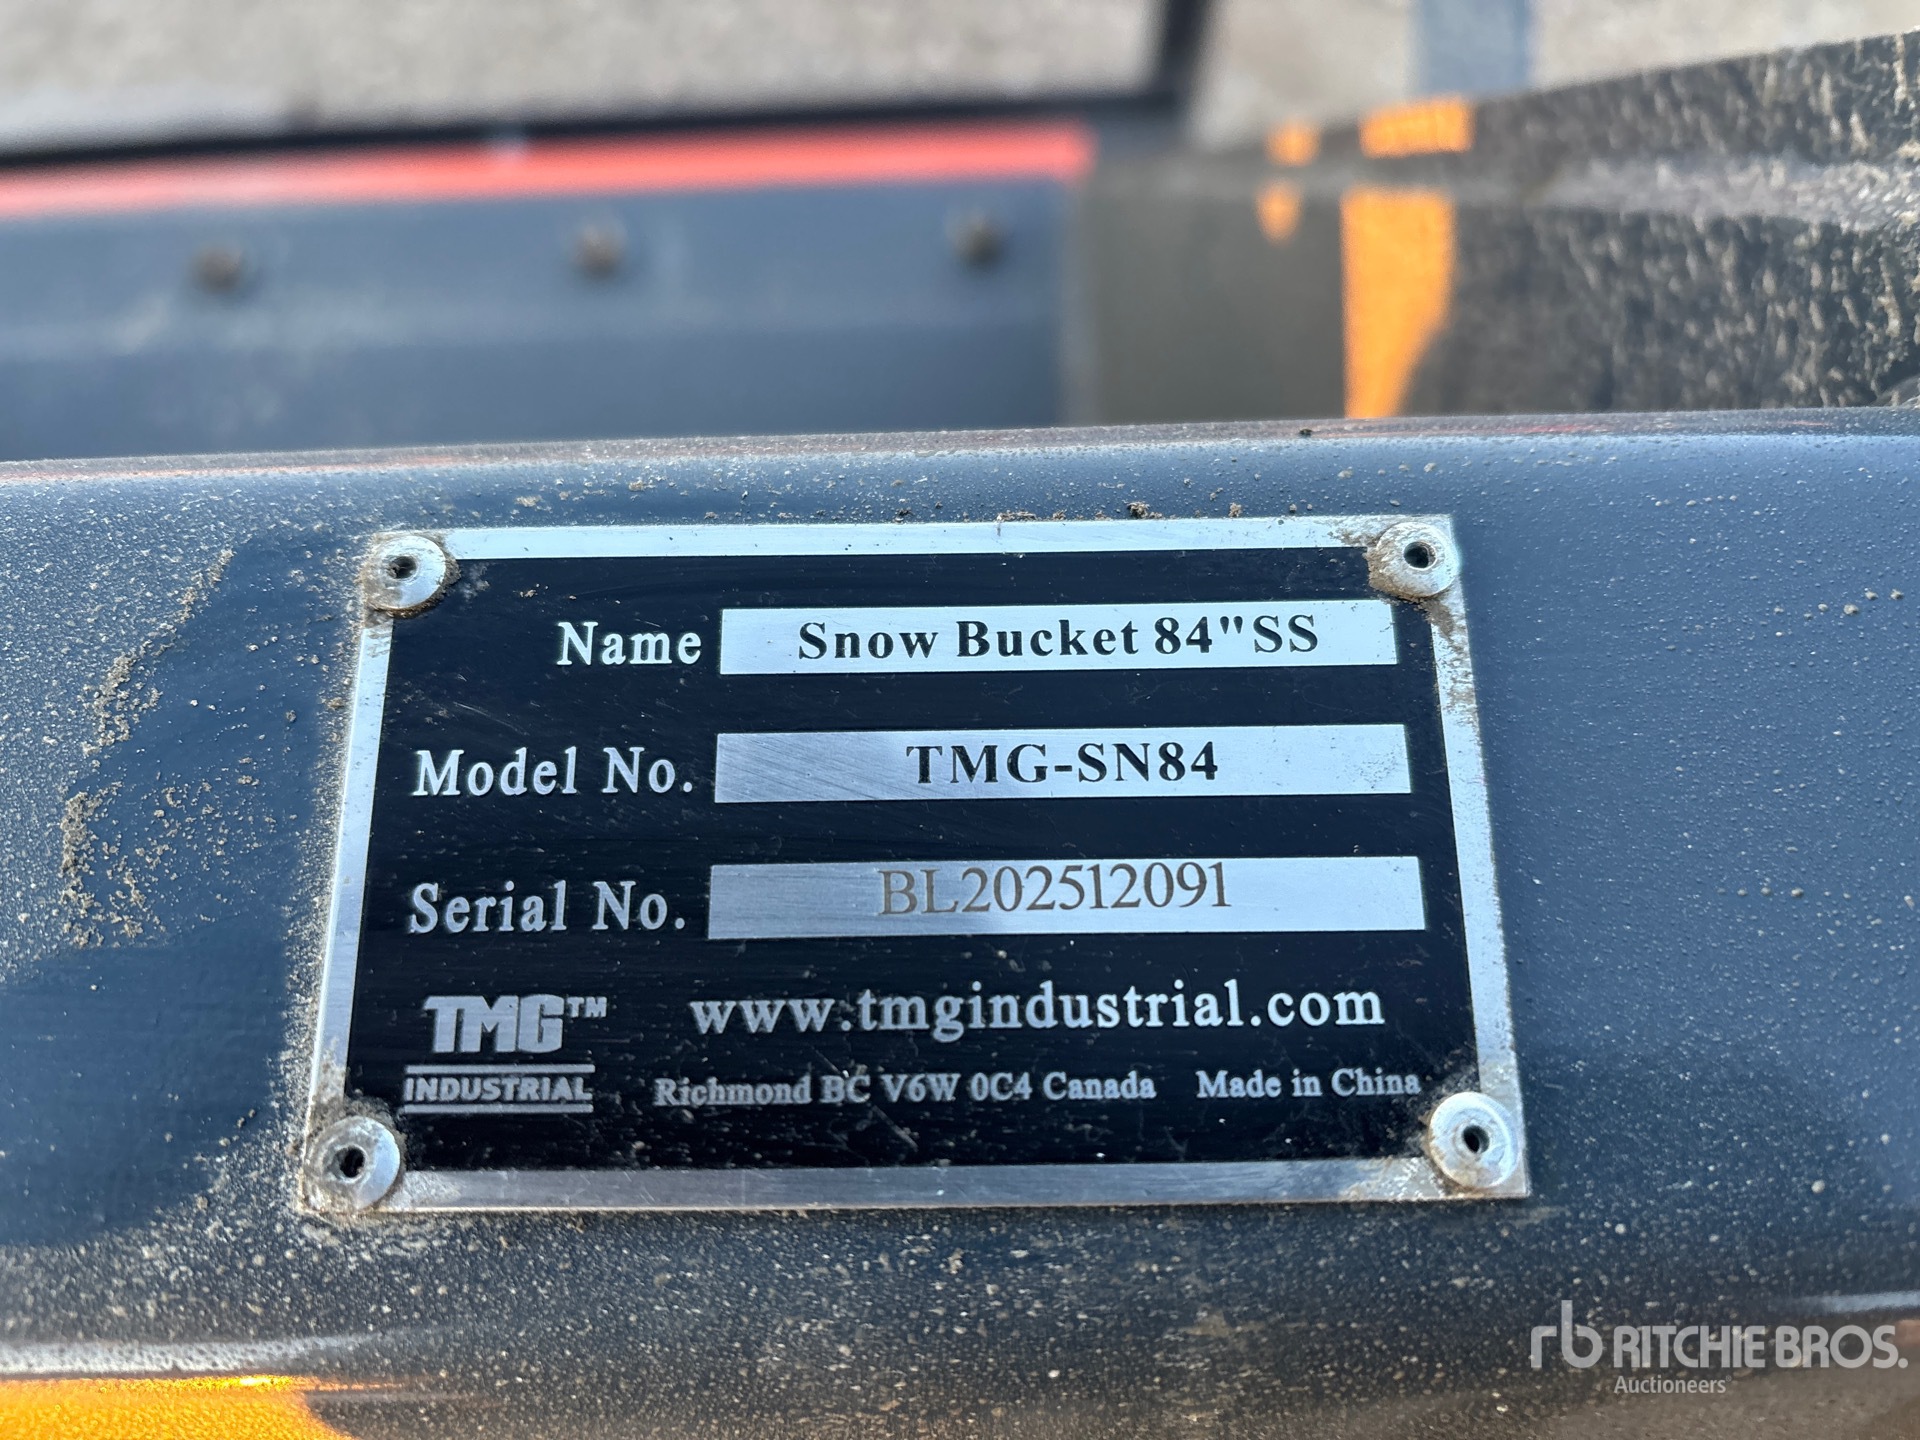 Name Snow Bucket 84"SS
Model No. TMG-SN84
Serial No. BL202512091
TMG™ www.tmgindustrial.com
INDUSTRIAL Richmond BC V6W 0C4 Canada Made in China
rb RITCHIE BROS.
Auctioneers